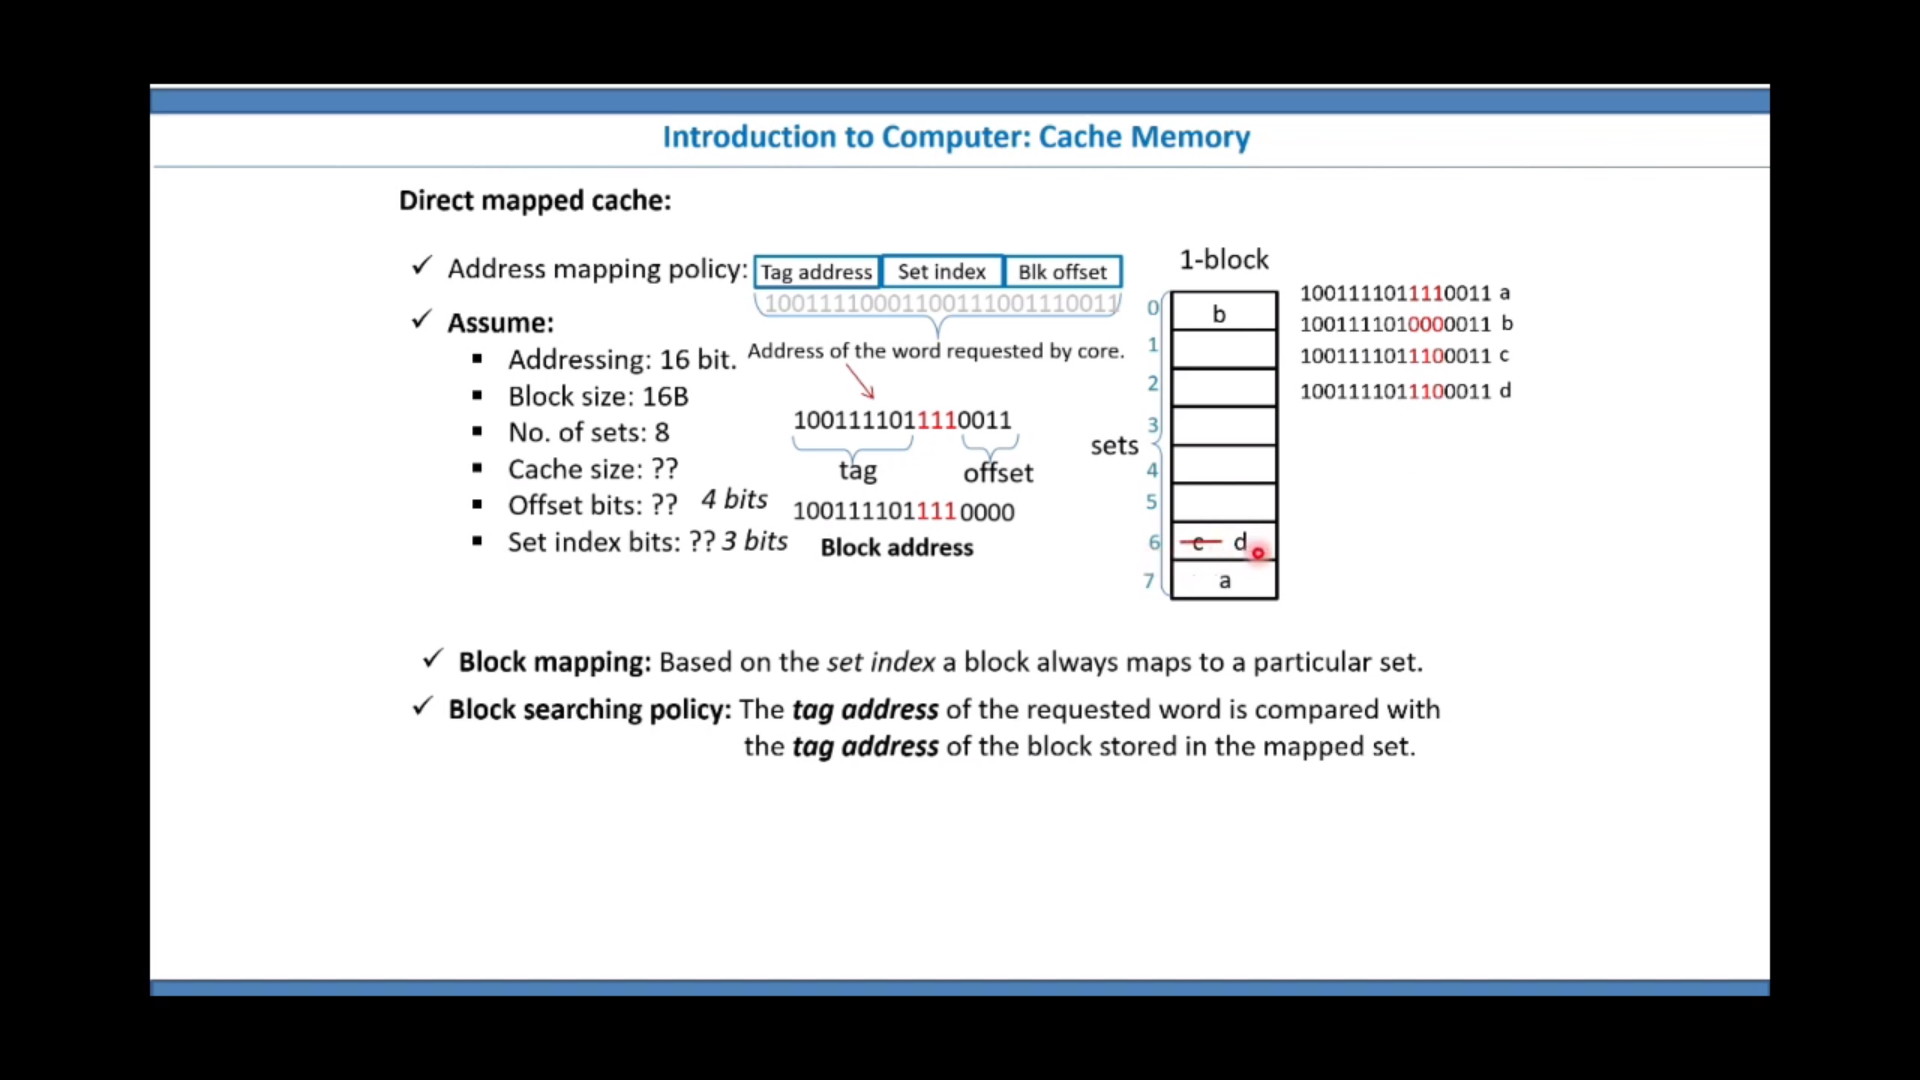 Introduction to Computer: Cache Memory
Direct mapped cache:
✓ Address mapping policy: Tag address Set index Blk offset
10011110001100111001110011
✓ Assume:
Address of the word requested by core.
▪ Addressing: 16 bit.
▪ Block size: 16B
▪ No. of sets: 8
▪ Cache size: ??
▪ Offset bits: ?? 4 bits
▪ Set index bits: ?? 3 bits
1001111011110011
tag offset
1001111011110000
Block address
1-block
sets
0 b
1
2
3
4
5
6 c d
7 a
1001111011110011 a
1001111010000011 b
1001111011100011 c
1001111011100011 d
✓ Block mapping: Based on the set index a block always maps to a particular set.
✓ Block searching policy: The tag address of the requested word is compared with
the tag address of the block stored in the mapped set.